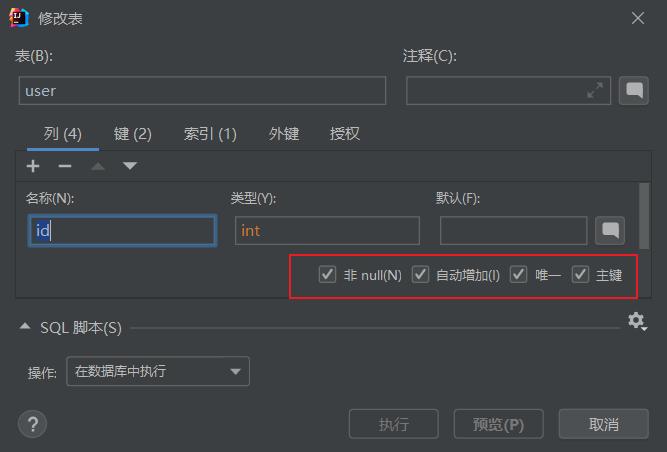 修改表
表(B): 注释(C):
user
列 (4) 键 (2) 索引 (1) 外键 授权
名称(N): 类型(Y): 默认(F):
id int
非 null(N) 自动增加(I) 唯一 主键
SQL 脚本(S)
操作: 在数据库中执行
? 执行 预览(P) 取消